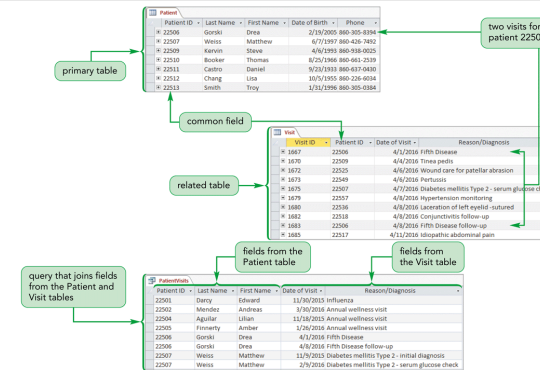 Patient
Patient ID Last Name First Name Date of Birth Phone
22506 Gorski Drea 2/19/2005 860-305-8394
22507 Weiss Matthew 6/7/1997 860-426-7492
22509 Kervin Steve 4/6/1993 860-938-0025
22510 Booker Thomas 8/25/1966 860-661-2539
22511 Castro Daniel 9/23/1933 860-637-0430
22512 Chang Lisa 10/5/1955 860-226-6034
22513 Smith Troy 1/31/1996 860-305-0384
two visits for
patient 2250
primary table
common field
Visit
Visit ID Patient ID Date of Visit Reason/Diagnosis
1667 22506 4/1/2016 Fifth Disease
1670 22509 4/4/2016 Tinea pedis
1672 22525 4/6/2016 Wound care for patellar abrasion
1673 22549 4/6/2016 Pertussis
1675 22507 4/7/2016 Diabetes mellitis Type 2 - serum glucose ch
1679 22557 4/8/2016 Hypertension monitoring
1680 22536 4/8/2016 Laceration of left eyelid -sutured
1682 22518 4/8/2016 Conjunctivitis follow-up
1683 22506 4/8/2016 Fifth Disease follow-up
1685 22517 4/11/2016 Idiopathic abdominal pain
related table
fields from the
Patient table
fields from
the Visit table
query that joins fields
from the Patient and
Visit tables
PatientVisits
Patient ID Last Name First Name Date of Visit Reason/Diagnosis
22501 Darcy Edward 11/30/2015 Influenza
22502 Mendez Andreas 3/30/2016 Annual wellness visit
22504 Aguilar Lilian 11/18/2015 Annual wellness visit
22505 Finnerty Amber 1/26/2016 Annual wellness visit
22506 Gorski Drea 4/1/2016 Fifth Disease
22506 Gorski Drea 4/8/2016 Fifth Disease follow-up
22507 Weiss Matthew 11/9/2015 Diabetes mellitis Type 2 - initial diagnosis
22507 Weiss Matthew 2/9/2016 Diabetes mellitis Type 2 - serum glucose check